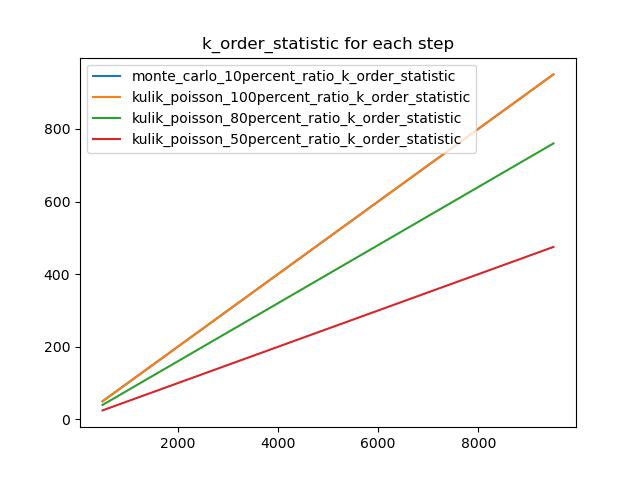 k_order_statistic for each step
monte_carlo_10percent_ratio_k_order_statistic
kulik_poisson_100percent_ratio_k_order_statistic
kulik_poisson_80percent_ratio_k_order_statistic
kulik_poisson_50percent_ratio_k_order_statistic
800
600
400
200
0
2000 4000 6000 8000